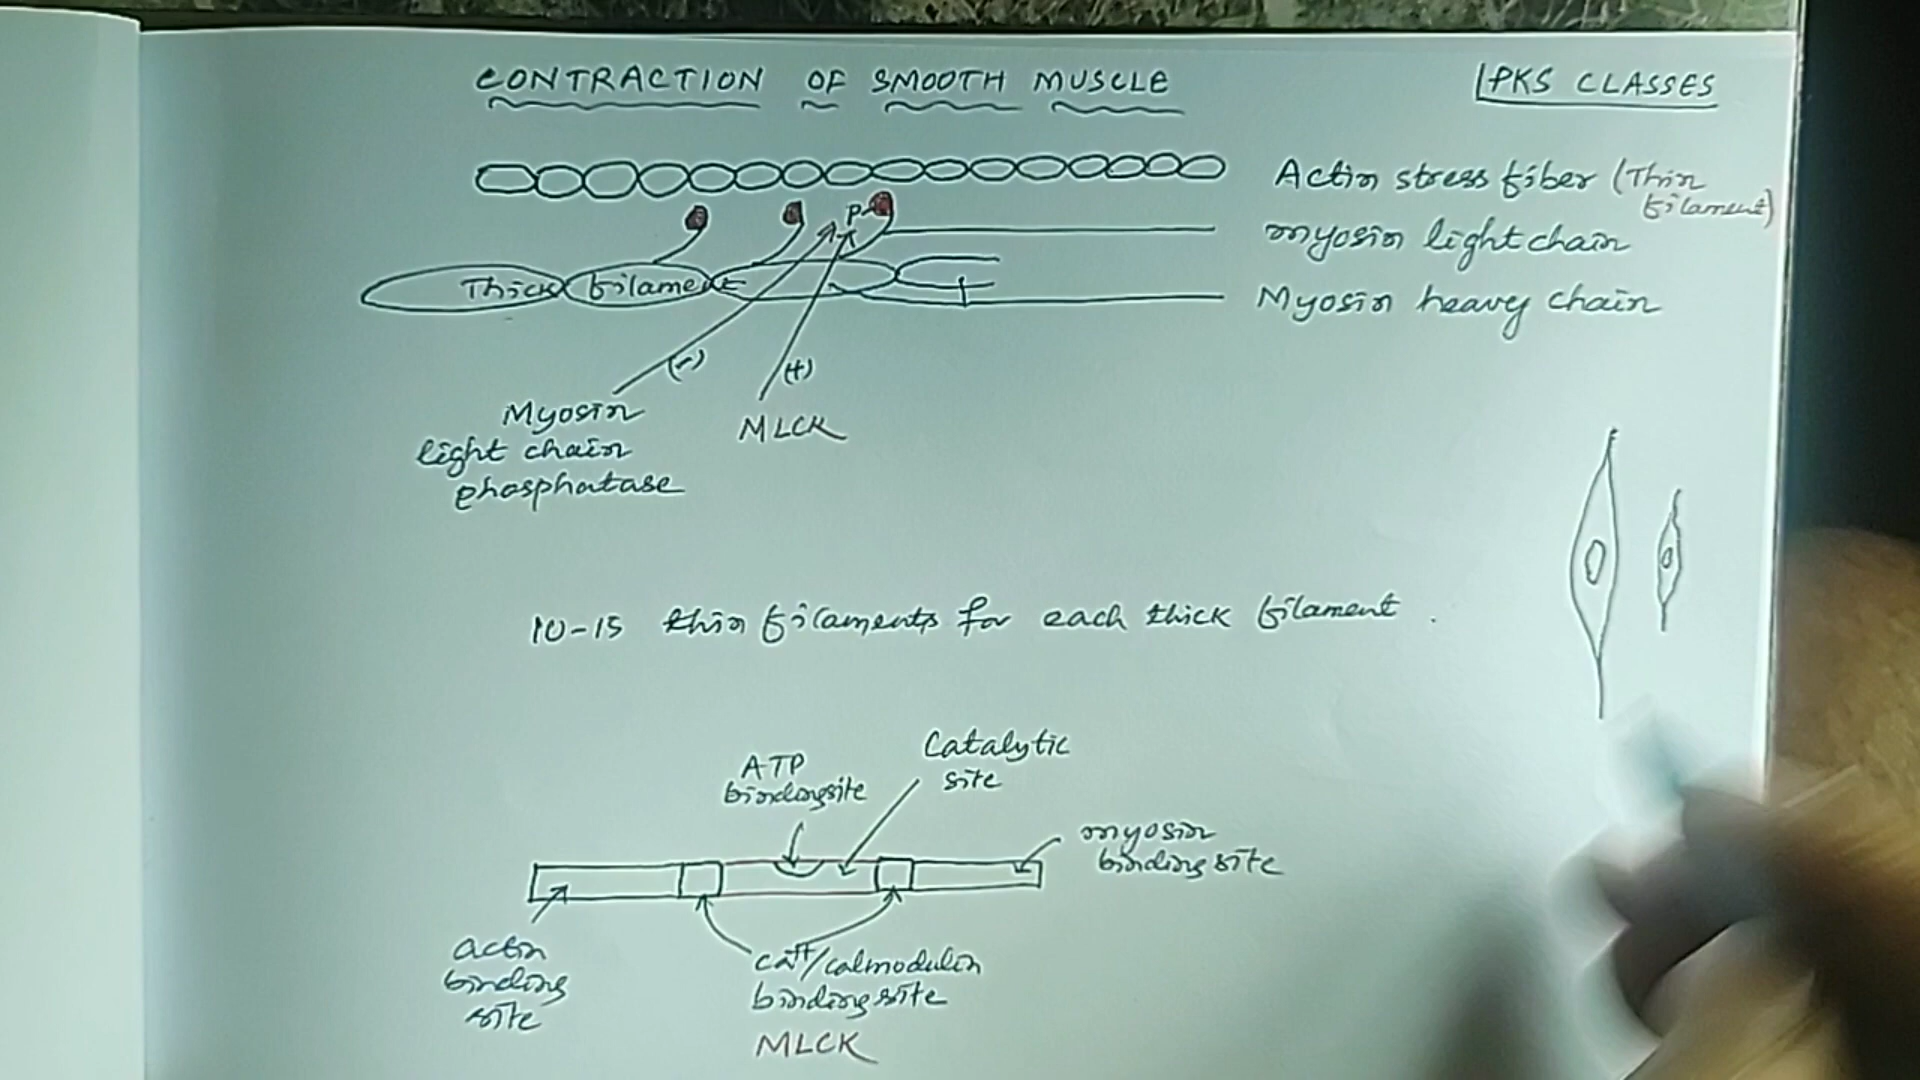 CONTRACTION OF SMOOTH MUSCLE
PKS CLASSES
Actin stress fiber (Thin
filament)
P
myosin light chain
Thick filament
Myosin heavy chain
(-)
(+)
Myosin
light chain
phosphatase
MLCK
10-15 thin filaments for each thick filament.
ATP
bindingsite
Catalytic
site
myosin
binding site
actin
binding
site
ca++/calmodulin
binding site
MLCK